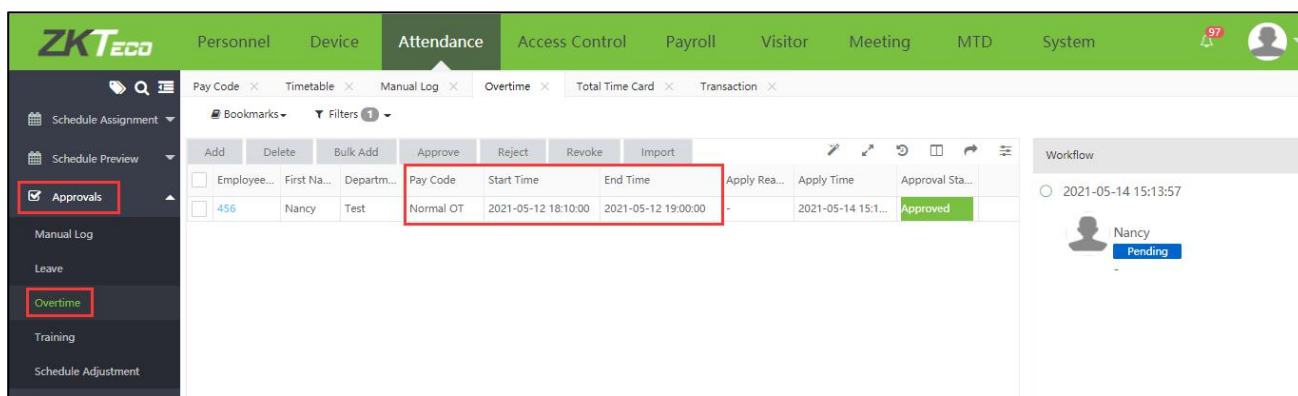 ZKTECO Personnel Device Attendance Access Control Payroll Visitor Meeting MTD System 97
Pay Code × Timetable × Manual Log × Overtime × Total Time Card × Transaction ×
Schedule Assignment
Bookmarks Filters 1
Schedule Preview
Add Delete Bulk Add Approve Reject Revoke Import
Workflow
Employee... First Na... Departm... Pay Code Start Time End Time Apply Rea... Apply Time Approval Sta...
Approvals
2021-05-14 15:13:57
456 Nancy Test Normal OT 2021-05-12 18:10:00 2021-05-12 19:00:00 - 2021-05-14 15:1... Approved
Manual Log
Nancy
Pending
-
Leave
Overtime
Training
Schedule Adjustment